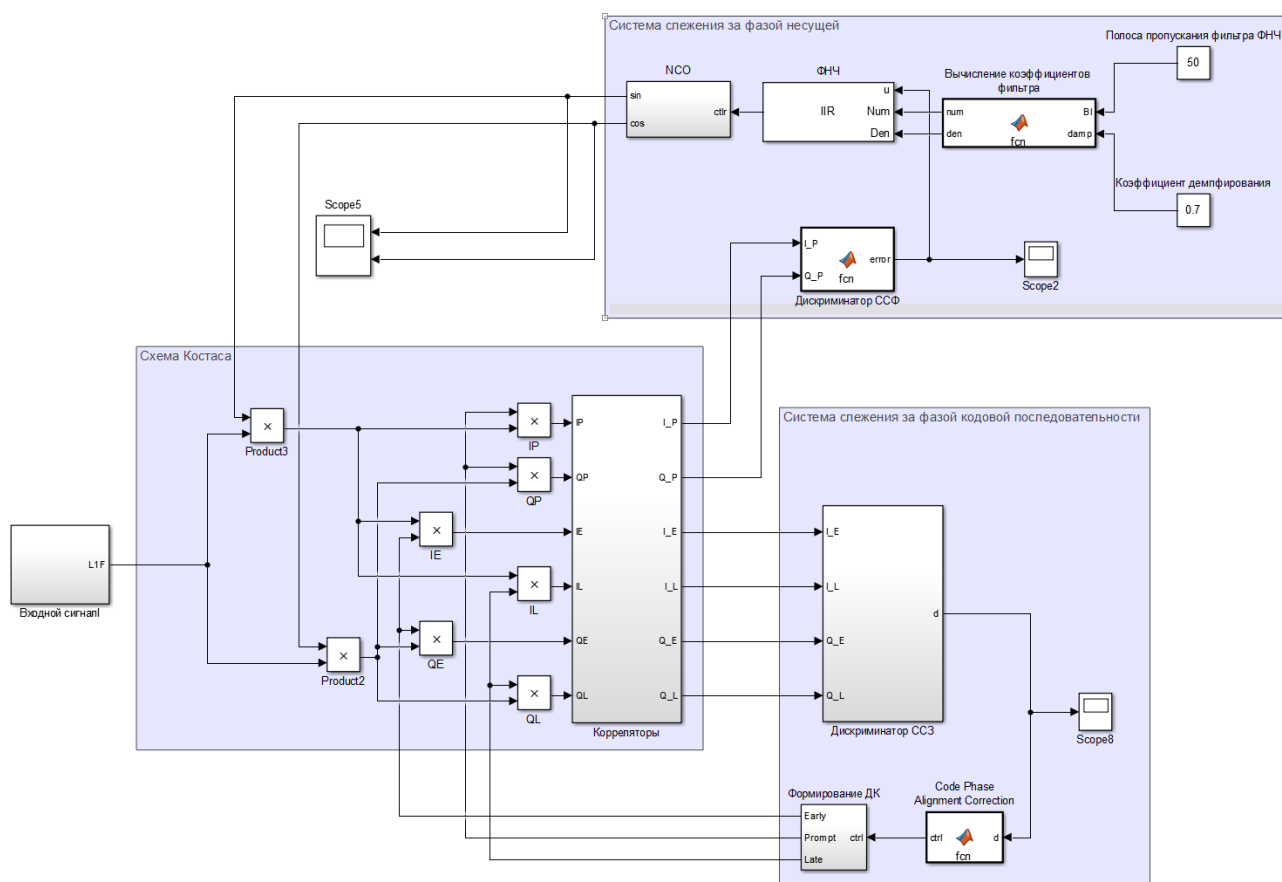 Система слежения за фазой несущей
Полоса пропускания фильтра ФНЧ
50
NCO
sin
cos
ctlr
ФНЧ
IIR
u
Num
Den
Вычисление коэффициентов
фильтра
num
den
fcn
Bl
damp
Коэффициент демпфирования
0.7
Scope5
I_P
Q_P
fcn
error
Дискриминатор ССФ
Scope2
Схема Костаса
×
Product3
×
IP
×
QP
×
IE
×
IL
×
QE
×
QL
×
Product2
IP
QP
IE
IL
QE
QL
I_P
Q_P
I_E
I_L
Q_E
Q_L
Корреляторы
L1F
Входной сигналl
Система слежения за фазой кодовой последовательности
I_E
I_L
Q_E
Q_L
d
Дискриминатор ССЗ
Scope8
Формирование ДК
Early
Prompt
Late
ctrl
Code Phase
Alignment Correction
ctrl
d
fcn